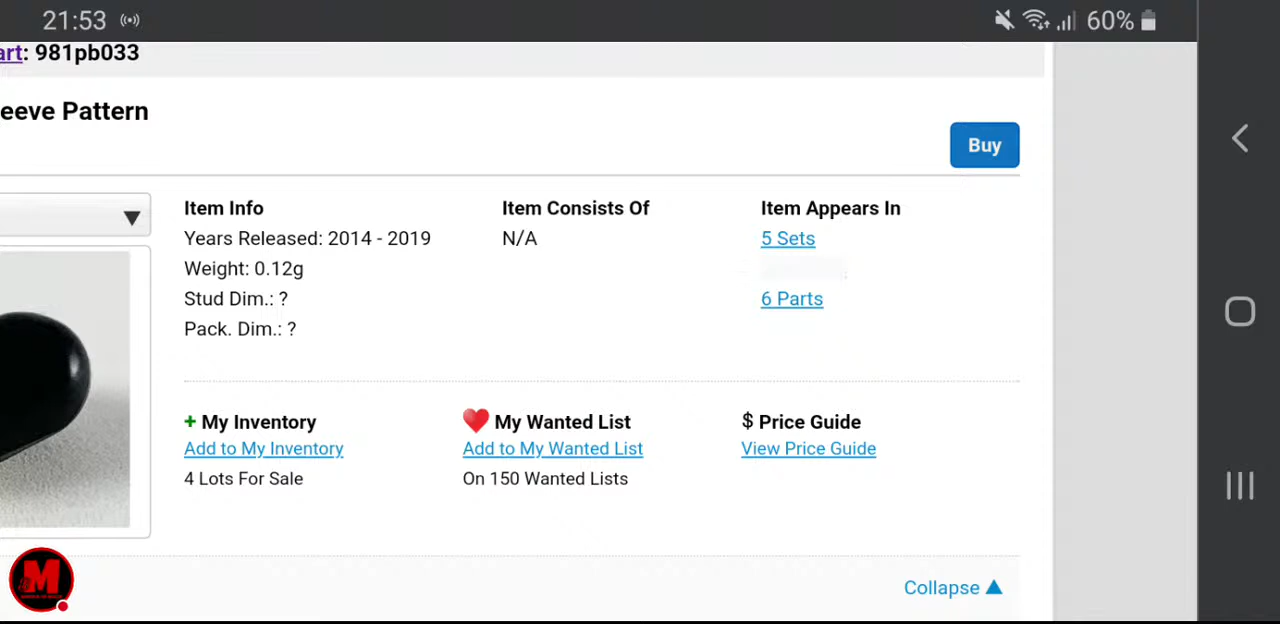 21:53
60%
art: 981pb033
eeve Pattern
Buy
Item Info
Item Consists Of
Item Appears In
Years Released: 2014 - 2019
N/A
5 Sets
Weight: 0.12g
Stud Dim.: ?
6 Parts
Pack. Dim.: ?
+ My Inventory
My Wanted List
$ Price Guide
Add to My Inventory
Add to My Wanted List
View Price Guide
4 Lots For Sale
On 150 Wanted Lists
M
Collapse